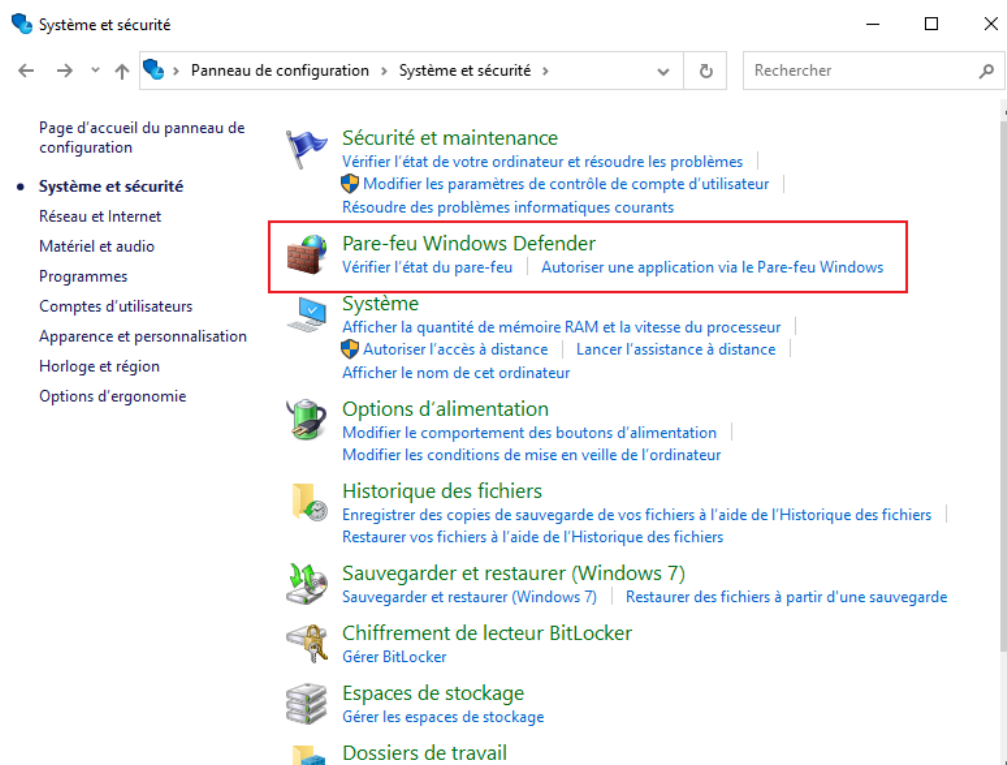 Système et sécurité
Panneau de configuration > Système et sécurité >
Rechercher
Page d'accueil du panneau de
configuration
Système et sécurité
Réseau et Internet
Matériel et audio
Programmes
Comptes d'utilisateurs
Apparence et personnalisation
Horloge et région
Options d'ergonomie
Sécurité et maintenance
Vérifier l'état de votre ordinateur et résoudre les problèmes
Modifier les paramètres de contrôle de compte d'utilisateur
Résoudre des problèmes informatiques courants
Pare-feu Windows Defender
Vérifier l'état du pare-feu | Autoriser une application via le Pare-feu Windows
Système
Afficher la quantité de mémoire RAM et la vitesse du processeur
Autoriser l'accès à distance | Lancer l'assistance à distance
Afficher le nom de cet ordinateur
Options d'alimentation
Modifier le comportement des boutons d'alimentation
Modifier les conditions de mise en veille de l'ordinateur
Historique des fichiers
Enregistrer des copies de sauvegarde de vos fichiers à l'aide de l'Historique des fichiers
Restaurer vos fichiers à l'aide de l'Historique des fichiers
Sauvegarder et restaurer (Windows 7)
Sauvegarder et restaurer (Windows 7) | Restaurer des fichiers à partir d'une sauvegarde
Chiffrement de lecteur BitLocker
Gérer BitLocker
Espaces de stockage
Gérer les espaces de stockage
Dossiers de travail